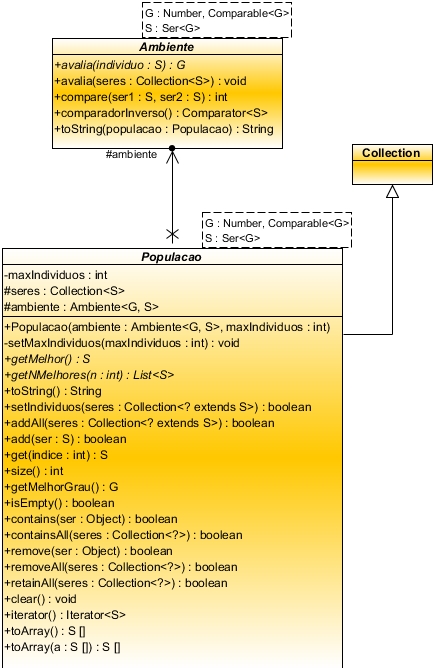 G : Number, Comparable<G>
S : Ser<G>
Ambiente
+avalia(individuo : S) : G
+avalia(seres : Collection<S>) : void
+compare(ser1 : S, ser2 : S) : int
+comparadorInverso() : Comparator<S>
+toString(populacao : Populacao) : String
#ambiente
Collection
G : Number, Comparable<G>
S : Ser<G>
Populacao
-maxIndividuos : int
#seres : Collection<S>
#ambiente : Ambiente<G, S>
+Populacao(ambiente : Ambiente<G, S>, maxIndividuos : int)
-setMaxIndividuos(maxIndividuos : int) : void
+getMelhor() : S
+getNMelhores(n : int) : List<S>
+toString() : String
+setIndividuos(seres : Collection<? extends S>) : boolean
+addAll(seres : Collection<? extends S>) : boolean
+add(ser : S) : boolean
+get(indice : int) : S
+size() : int
+getMelhorGrau() : G
+isEmpty() : boolean
+contains(ser : Object) : boolean
+containsAll(seres : Collection<?>) : boolean
+remove(ser : Object) : boolean
+removeAll(seres : Collection<?>) : boolean
+retainAll(seres : Collection<?>) : boolean
+clear() : void
+iterator() : Iterator<S>
+toArray() : S []
+toArray(a : S []) : S []